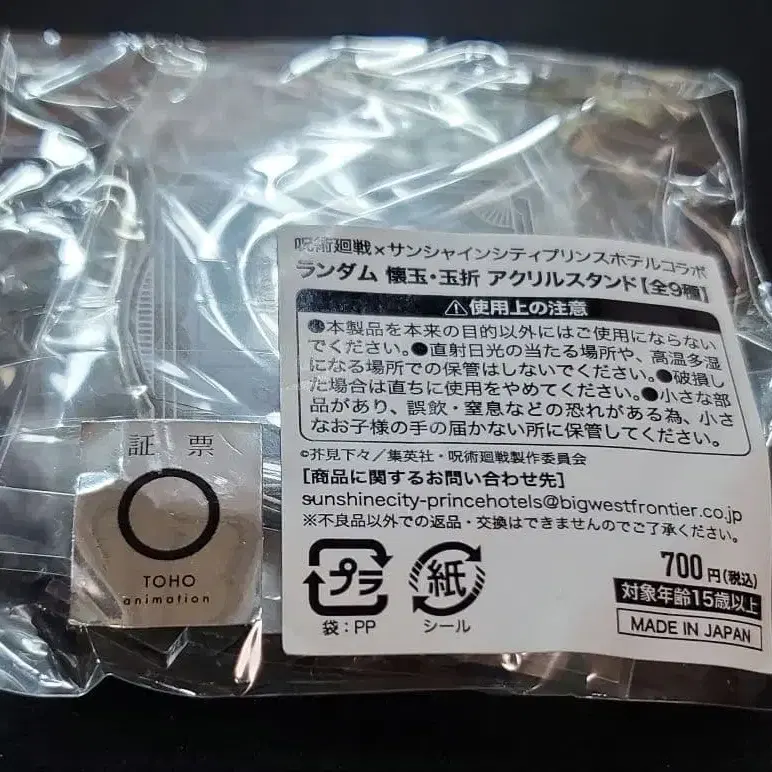 呪術廻戦×サンシャインシティプリンスホテルコラボ
ランダム 懐玉・玉折 アクリルスタンド【全9種】
⚠使用上の注意
●本製品を本来の目的以外にはご使用にならない
でください。●直射日光の当たる場所や、高温多湿
になる場所での保管はしないでください。●破損し
た場合は直ちに使用をやめてください。●小さな部
品があり、誤飲・窒息などの恐れがある為、小さ
なお子様の手の届かない所に保管してください。
©芥見下々／集英社・呪術廻戦製作委員会
[商品に関するお問い合わせ先]
sunshinecity-princehotels@bigwestfrontier.co.jp
※不良品以外での返品・交換はできませんのでご了承ください。
プラ
袋：PP
紙
シール
700円(税込)
対象年齢15歳以上
MADE IN JAPAN
証 票
TOHO
animation